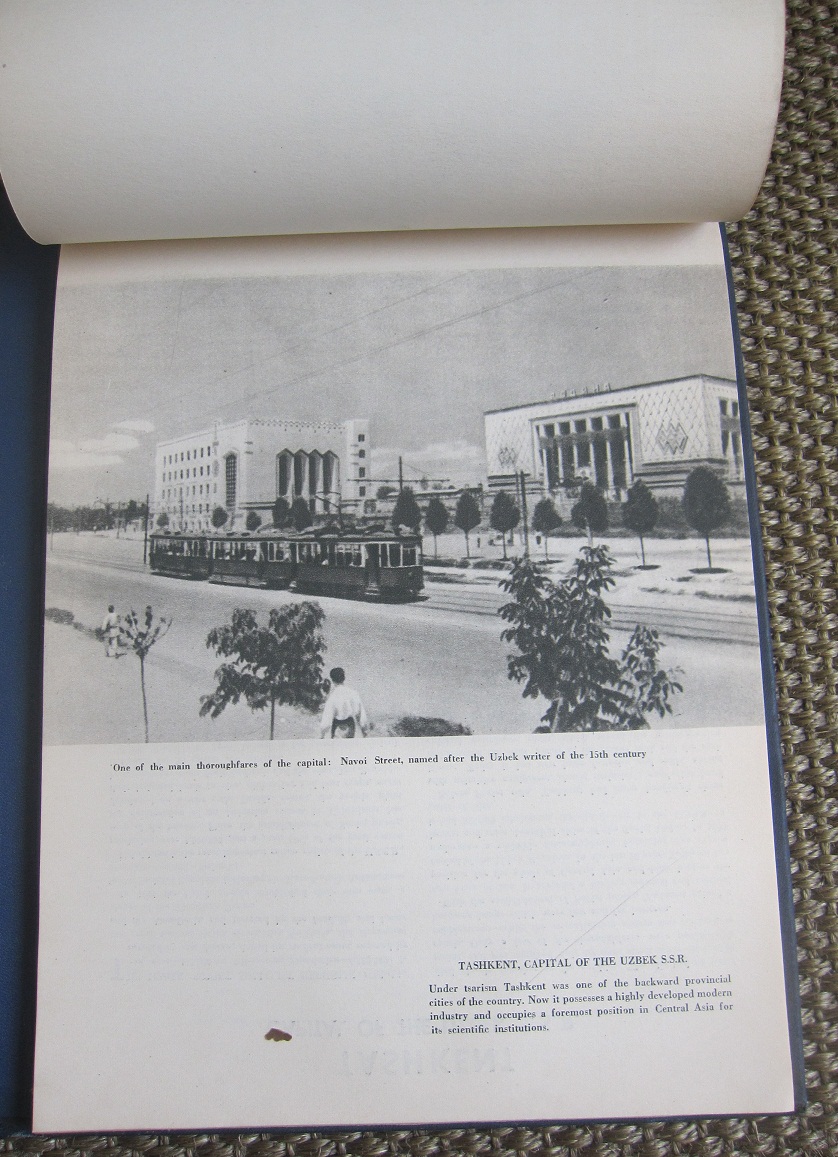 One of the main thoroughfares of the capital: Navoi Street, named after the Uzbek writer of the 15th century
TASHKENT, CAPITAL OF THE UZBEK S.S.R.
Under tsarism Tashkent was one of the backward provincial
cities of the country. Now it possesses a highly developed modern
industry and occupies a foremost position in Central Asia for
its scientific institutions.